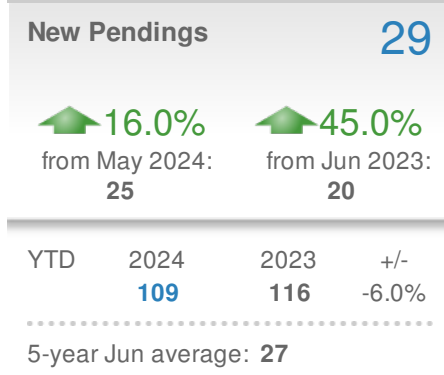 New Pendings 29
16.0% 45.0%
from May 2024: from Jun 2023:
25 20
YTD 2024 2023 +/-
109 116 -6.0%
5-year Jun average: 27